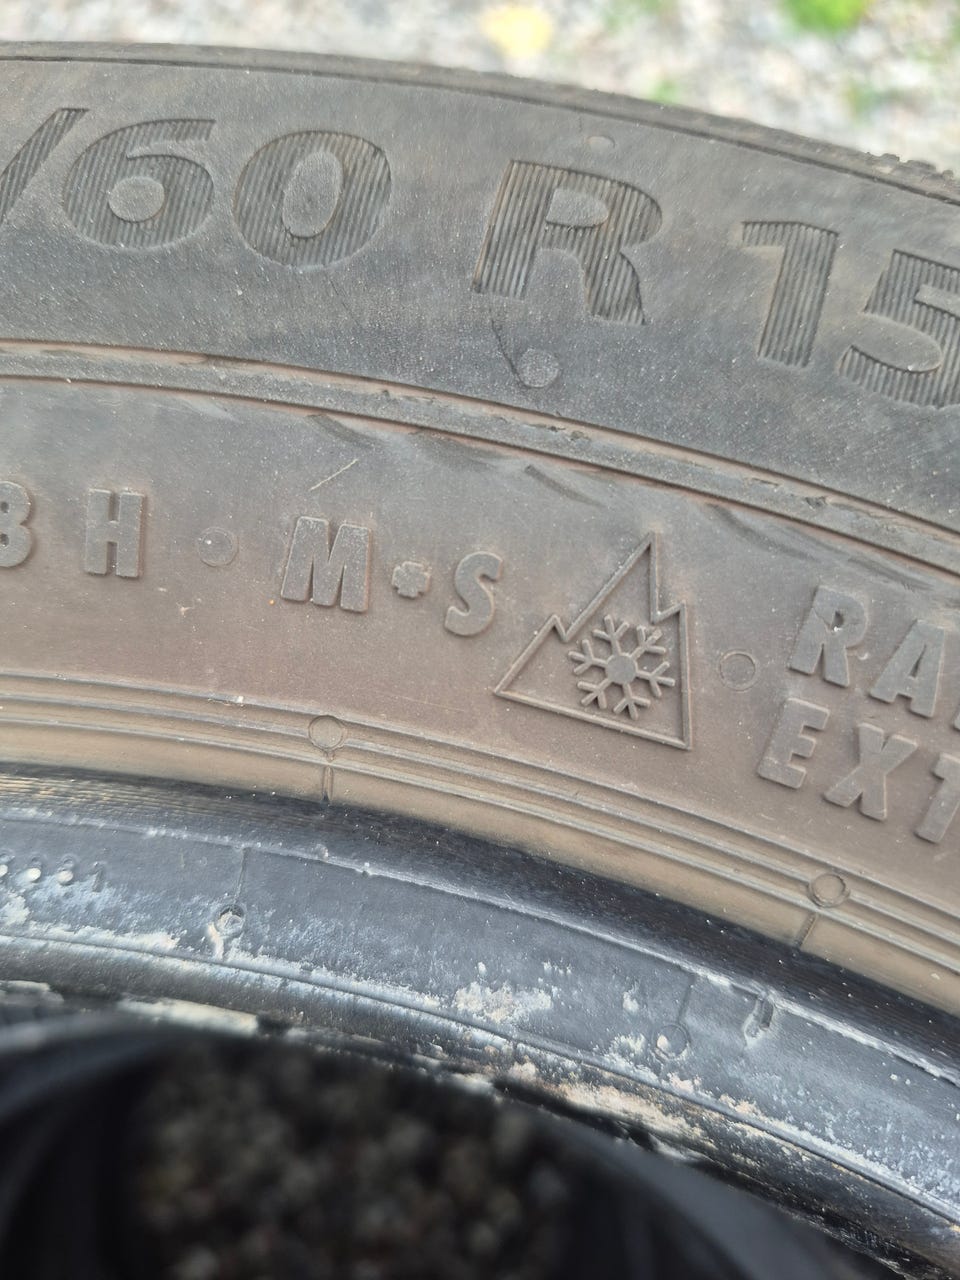 /60 R 15
8 H · M+S
RA
EXT